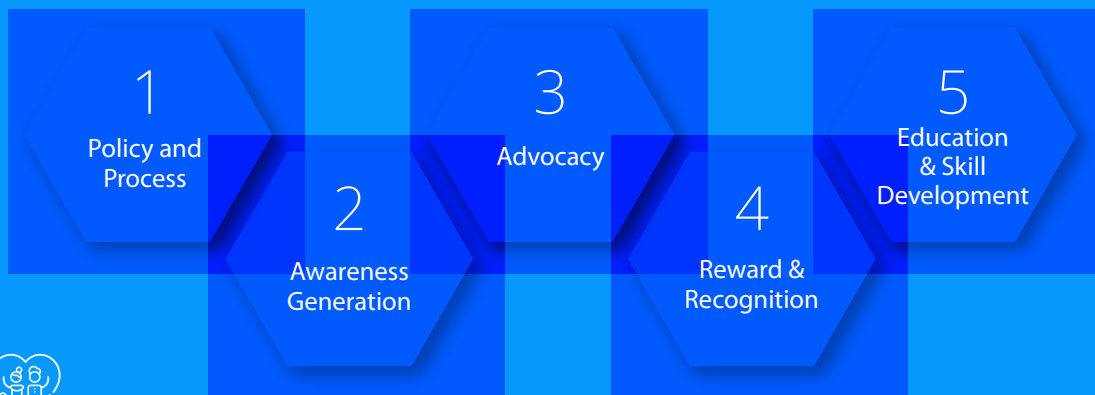 1
Policy and
Process
2
Awareness
Generation
3
Advocacy
4
Reward &
Recognition
5
Education
& Skill
Development